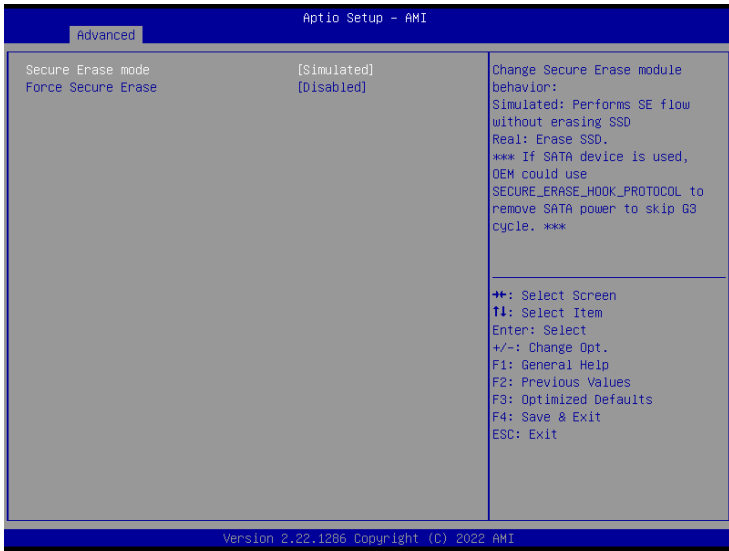 Aptio Setup – AMI
Advanced
Secure Erase mode [Simulated]
Force Secure Erase [Disabled]
Change Secure Erase module
behavior:
Simulated: Performs SE flow
without erasing SSD
Real: Erase SSD.
*** If SATA device is used,
OEM could use
SECURE_ERASE_HOOK_PROTOCOL to
remove SATA power to skip G3
cycle. ***
→←: Select Screen
↑↓: Select Item
Enter: Select
+/-: Change Opt.
F1: General Help
F2: Previous Values
F3: Optimized Defaults
F4: Save & Exit
ESC: Exit
Version 2.22.1286 Copyright (C) 2022 AMI